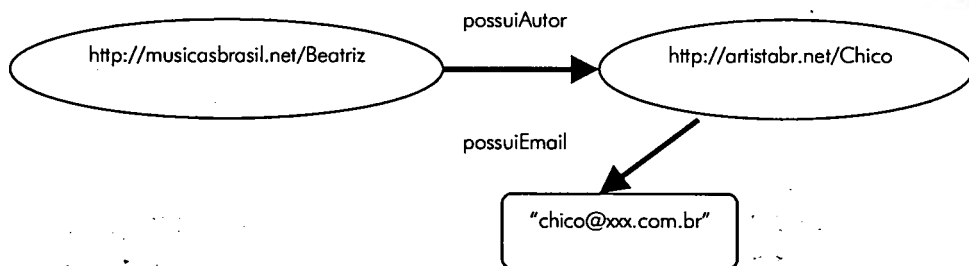 possuiAutor
http://musicasbrasil.net/Beatriz
http://artistabr.net/Chico
possuiEmail
"chico@xxx.com.br"